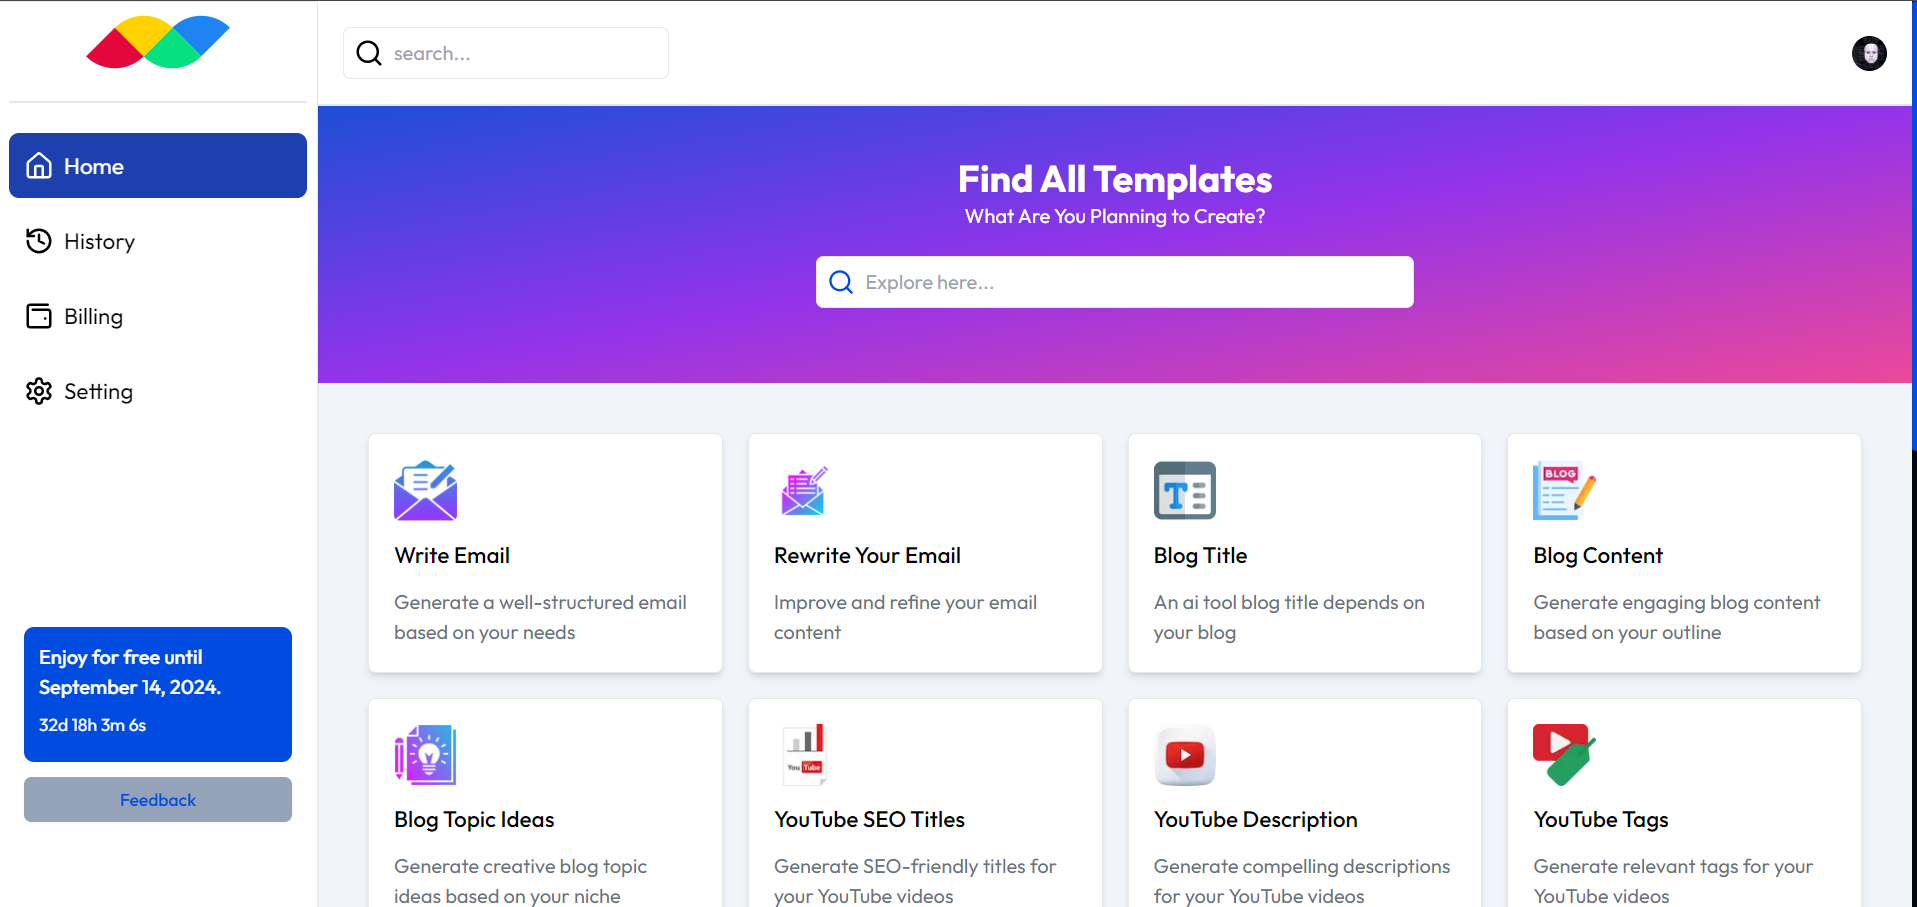 search...
Home
History
Billing
Setting
Enjoy for free until
September 14, 2024.
32d 18h 3m 6s
Feedback
Find All Templates
What Are You Planning to Create?
Explore here...
Write Email
Generate a well-structured email
based on your needs
Rewrite Your Email
Improve and refine your email
content
Blog Title
An ai tool blog title depends on
your blog
BLOG
Blog Content
Generate engaging blog content
based on your outline
Blog Topic Ideas
Generate creative blog topic
ideas based on your niche
You Tube
YouTube SEO Titles
Generate SEO-friendly titles for
your YouTube videos
YouTube Description
Generate compelling descriptions
for your YouTube videos
YouTube Tags
Generate relevant tags for your
YouTube videos